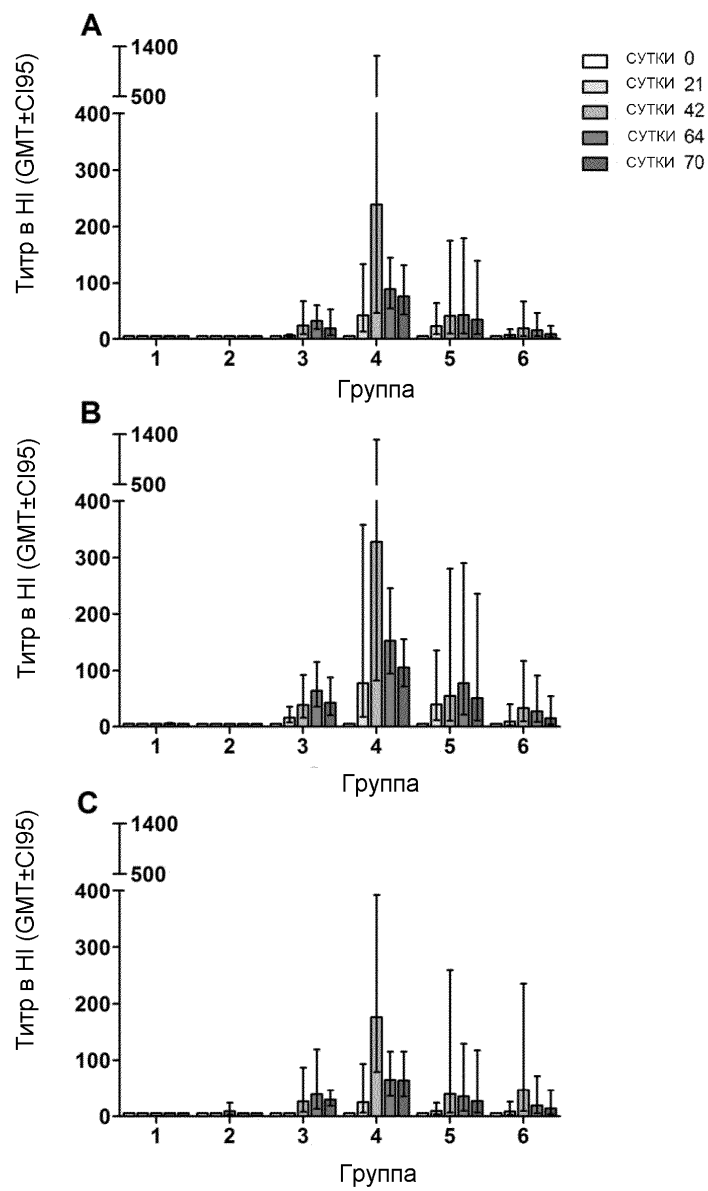 A
1400
500
400
300
200
100
0
Титр в HI (GMT±CI95)
1 2 3 4 5 6
Группа
СУТКИ 0
СУТКИ 21
СУТКИ 42
СУТКИ 64
СУТКИ 70
B
1400
500
400
300
200
100
0
Титр в HI (GMT±CI95)
1 2 3 4 5 6
Группа
C
1400
500
400
300
200
100
0
Титр в HI (GMT±CI95)
1 2 3 4 5 6
Группа